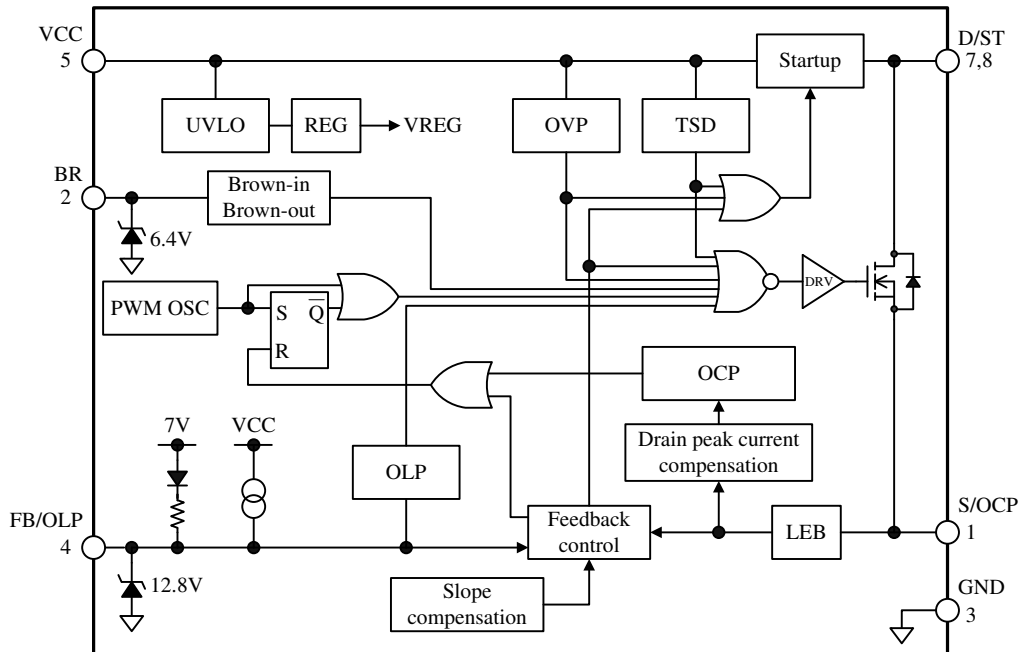 VCC
5
D/ST
7,8
Startup
UVLO
REG
VREG
OVP
TSD
BR
2
Brown-in
Brown-out
6.4V
PWM OSC
S
Q̅
R
DRV
OCP
7V
VCC
OLP
Drain peak current
compensation
FB/OLP
4
Feedback
control
LEB
S/OCP
1
12.8V
Slope
compensation
GND
3